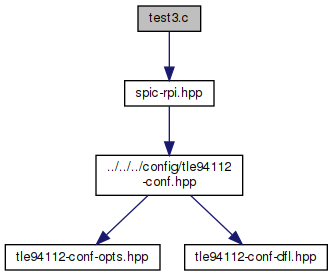 test3.c
spic-rpi.hpp
../../../config/tle94112
-conf.hpp
tle94112-conf-opts.hpp
tle94112-conf-dfl.hpp